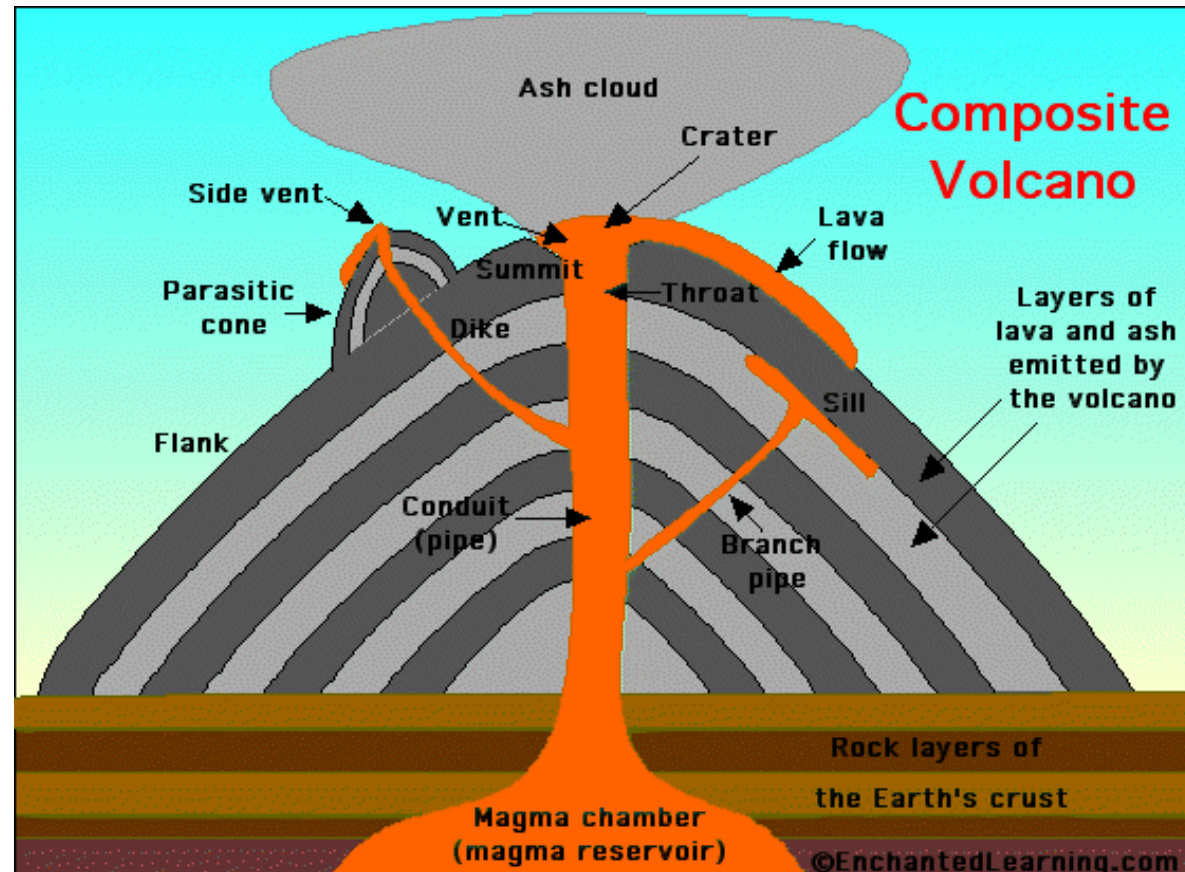 Ash cloud
Composite
Volcano
Crater
Side vent
Vent
Lava
flow
Summit
Parasitic
cone
Throat
Layers of
lava and ash
emitted by
the volcano
Dike
Sill
Flank
Conduit
(pipe)
Branch
pipe
Rock layers of
the Earth's crust
Magma chamber
(magma reservoir)
©EnchantedLearning.com